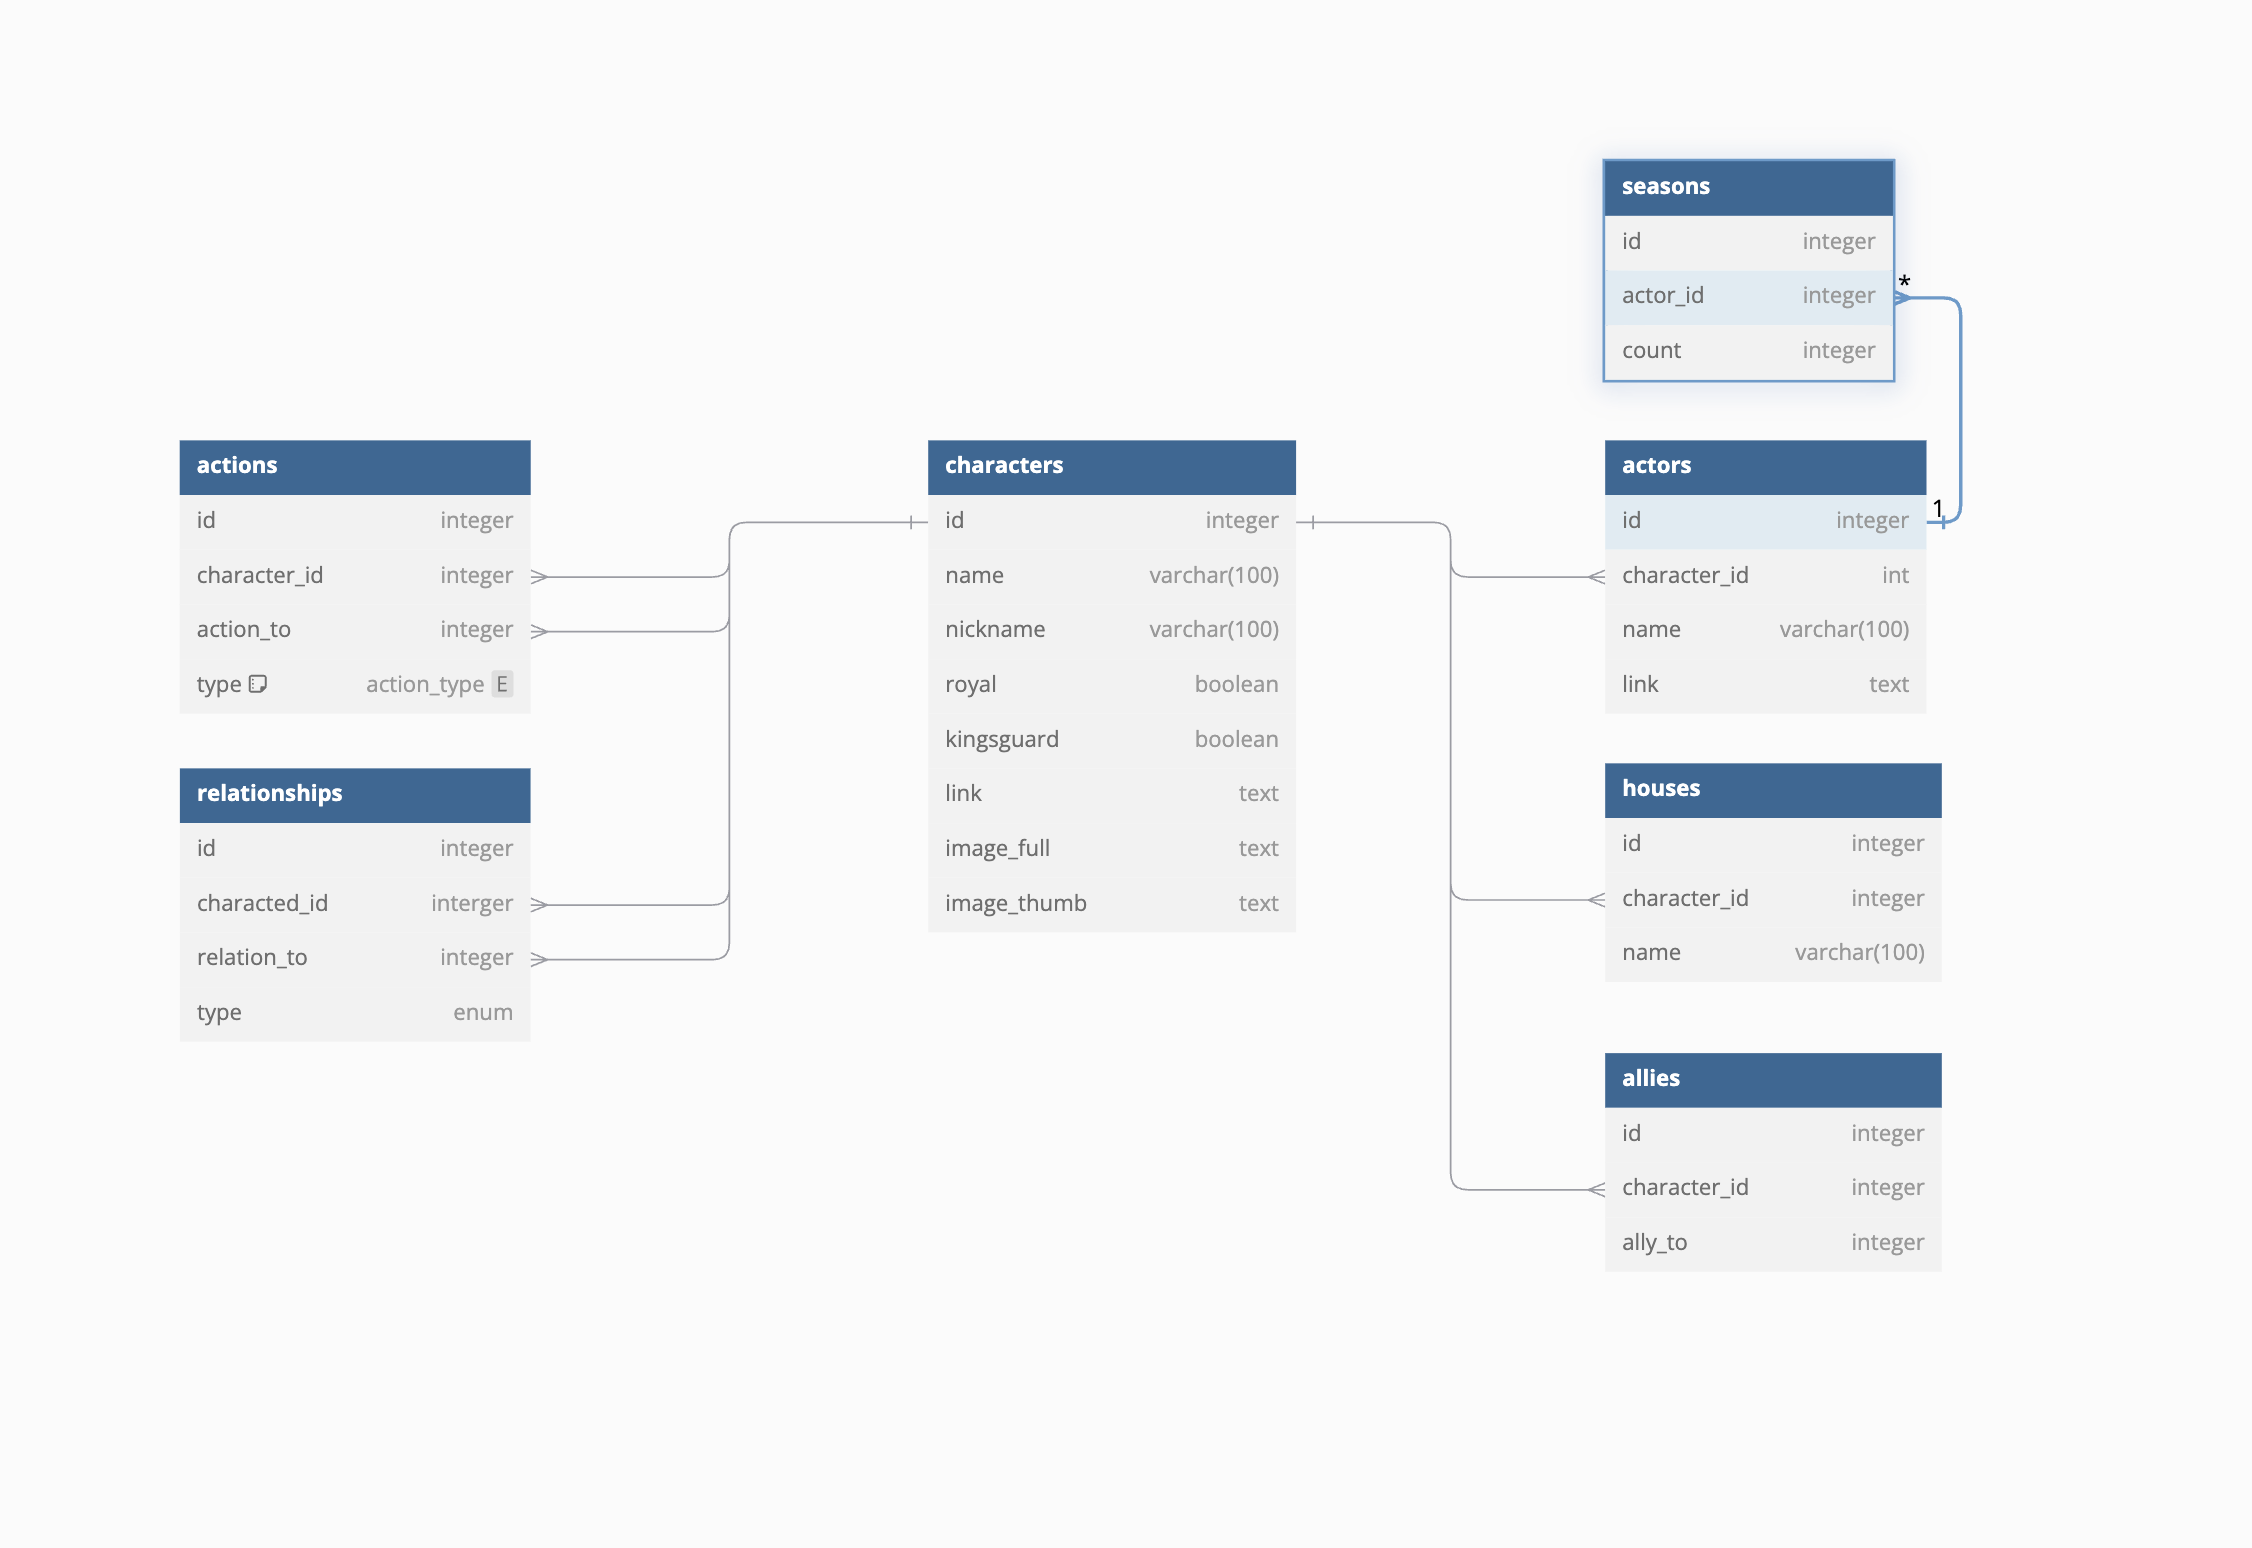 seasons
id integer
actor_id integer *
count integer
actions
id integer
character_id integer
action_to integer
type action_type E
characters
id integer
name varchar(100)
nickname varchar(100)
royal boolean
kingsguard boolean
link text
image_full text
image_thumb text
actors
id integer 1
character_id int
name varchar(100)
link text
relationships
id integer
characted_id interger
relation_to integer
type enum
houses
id integer
character_id integer
name varchar(100)
allies
id integer
character_id integer
ally_to integer